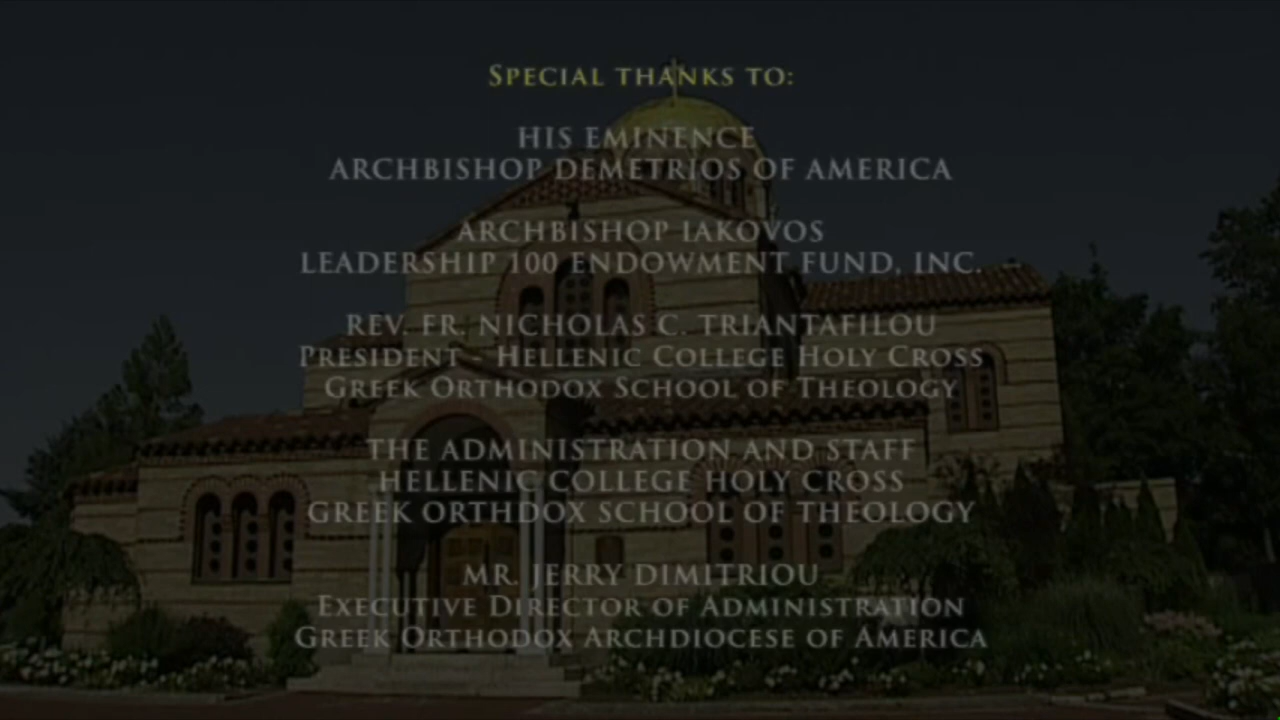 SPECIAL THANKS TO:
HIS EMINENCE
ARCHBISHOP DEMETRIOS OF AMERICA
ARCHBISHOP IAKOVOS
LEADERSHIP 100 ENDOWMENT FUND, INC.
REV. FR. NICHOLAS C. TRIANTAFILOU
PRESIDENT - HELLENIC COLLEGE HOLY CROSS
GREEK ORTHODOX SCHOOL OF THEOLOGY
THE ADMINISTRATION AND STAFF
HELLENIC COLLEGE HOLY CROSS
GREEK ORTHDOX SCHOOL OF THEOLOGY
MR. JERRY DIMITRIOU
EXECUTIVE DIRECTOR OF ADMINISTRATION
GREEK ORTHODOX ARCHDIOCESE OF AMERICA